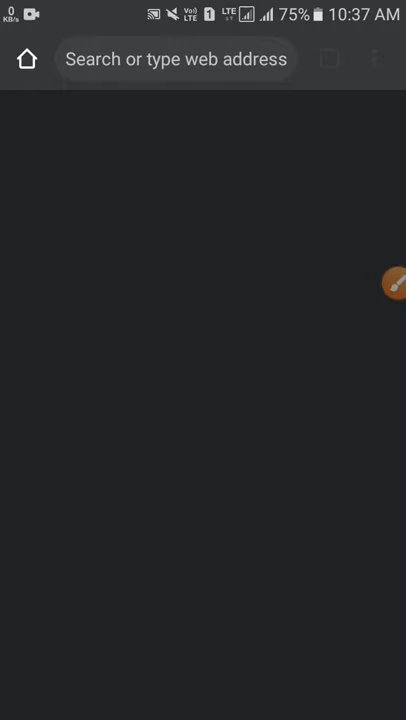 0
KB/s
Vo))
LTE
1
LTE
75%
10:37 AM
Search or type web address